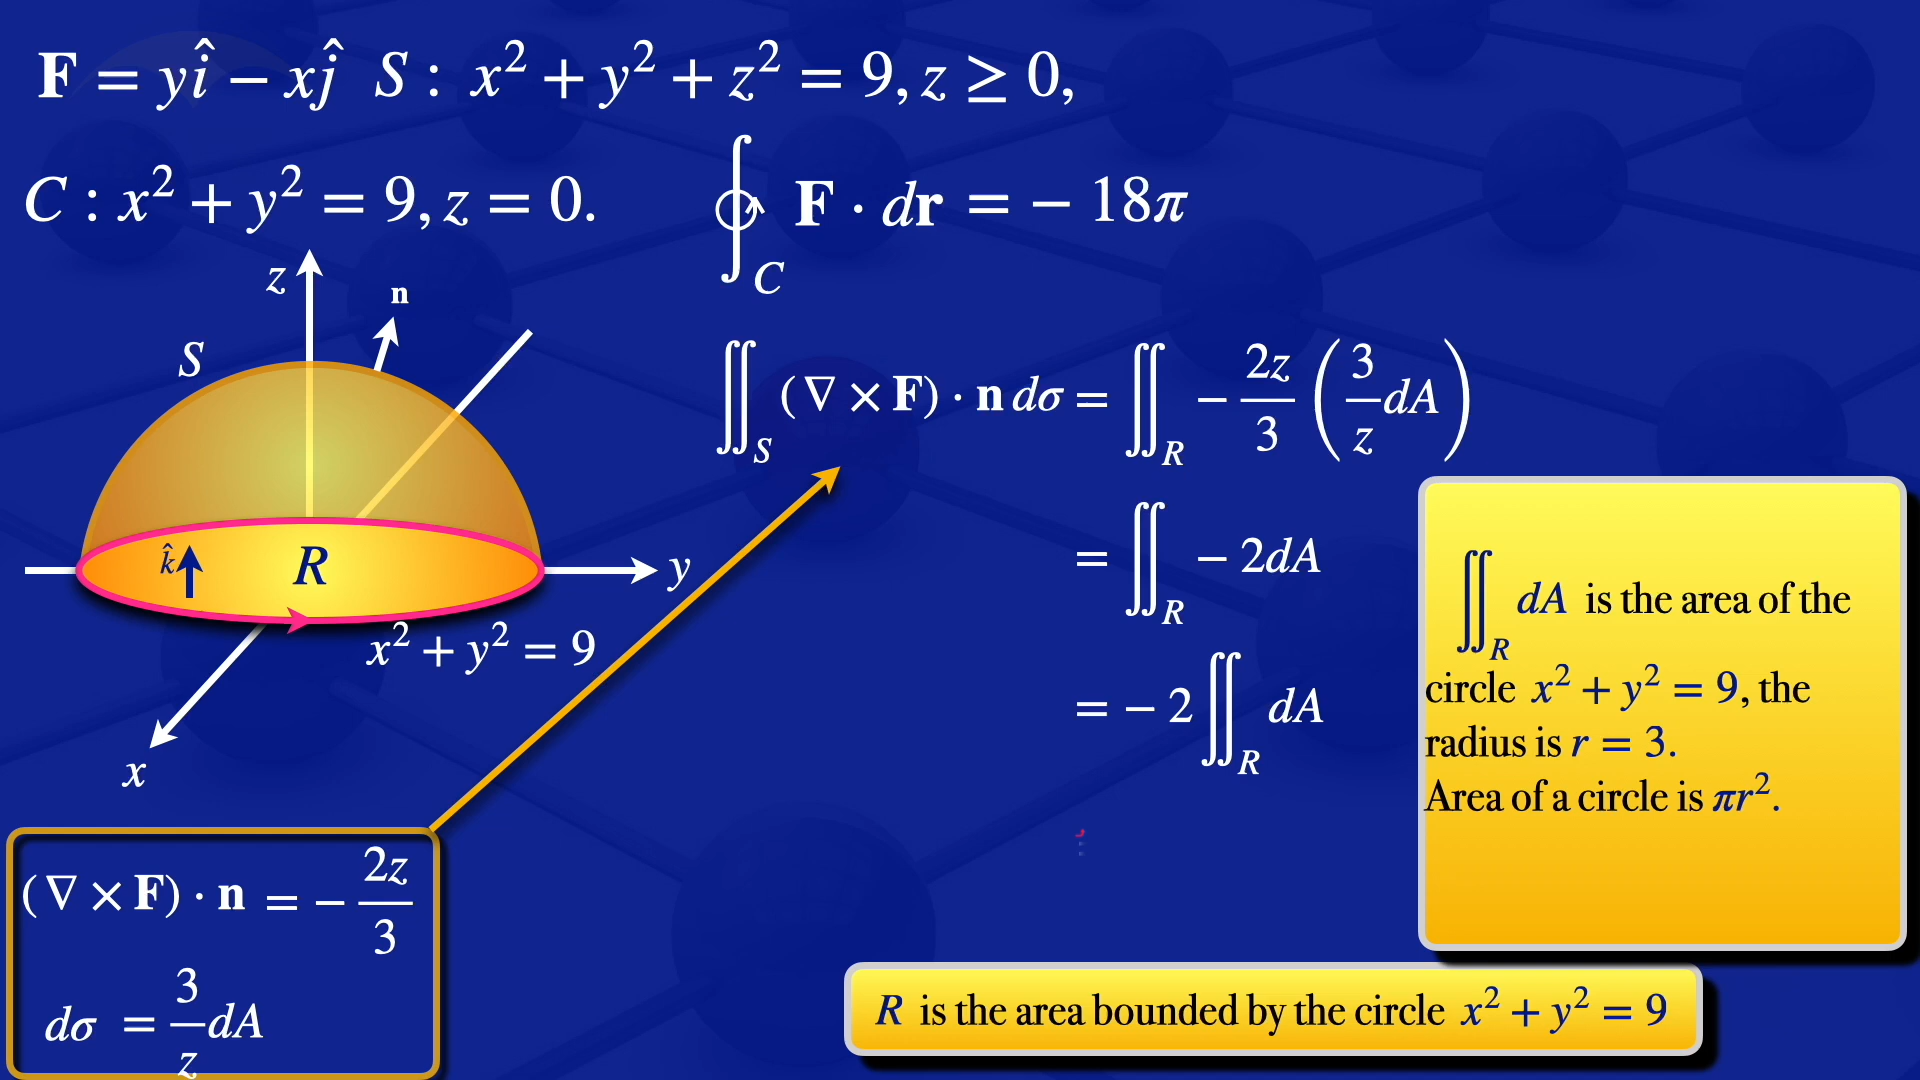 F = yî − xĵ S : x² + y² + z² = 9, z ≥ 0,
C : x² + y² = 9, z = 0. ∮_C F · dr = − 18π
z
n
S
k̂
R
y
x² + y² = 9
x
∬_S (∇ × F) · n dσ = ∬_R − 2z/3 (3/z dA)
= ∬_R − 2dA
= − 2 ∬_R dA
∬_R dA is the area of the
circle x² + y² = 9, the
radius is r = 3.
Area of a circle is πr².
(∇ × F) · n = − 2z/3
dσ = 3/z dA
R is the area bounded by the circle x² + y² = 9